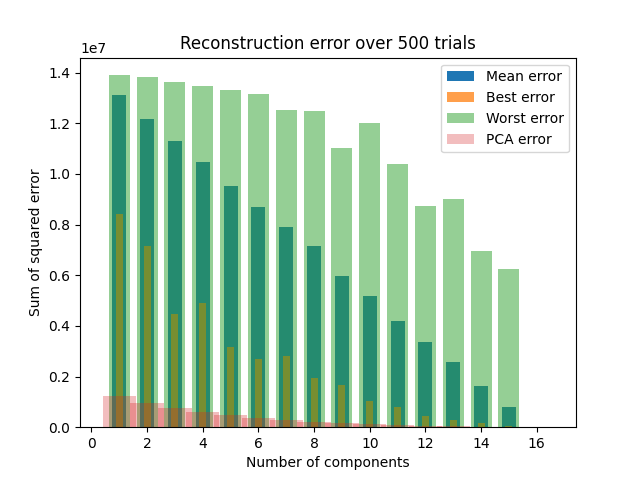 Reconstruction error over 500 trials
1e7
1.4
1.2
1.0
0.8
0.6
0.4
0.2
0.0
Sum of squared error
0 2 4 6 8 10 12 14 16
Number of components
Mean error
Best error
Worst error
PCA error